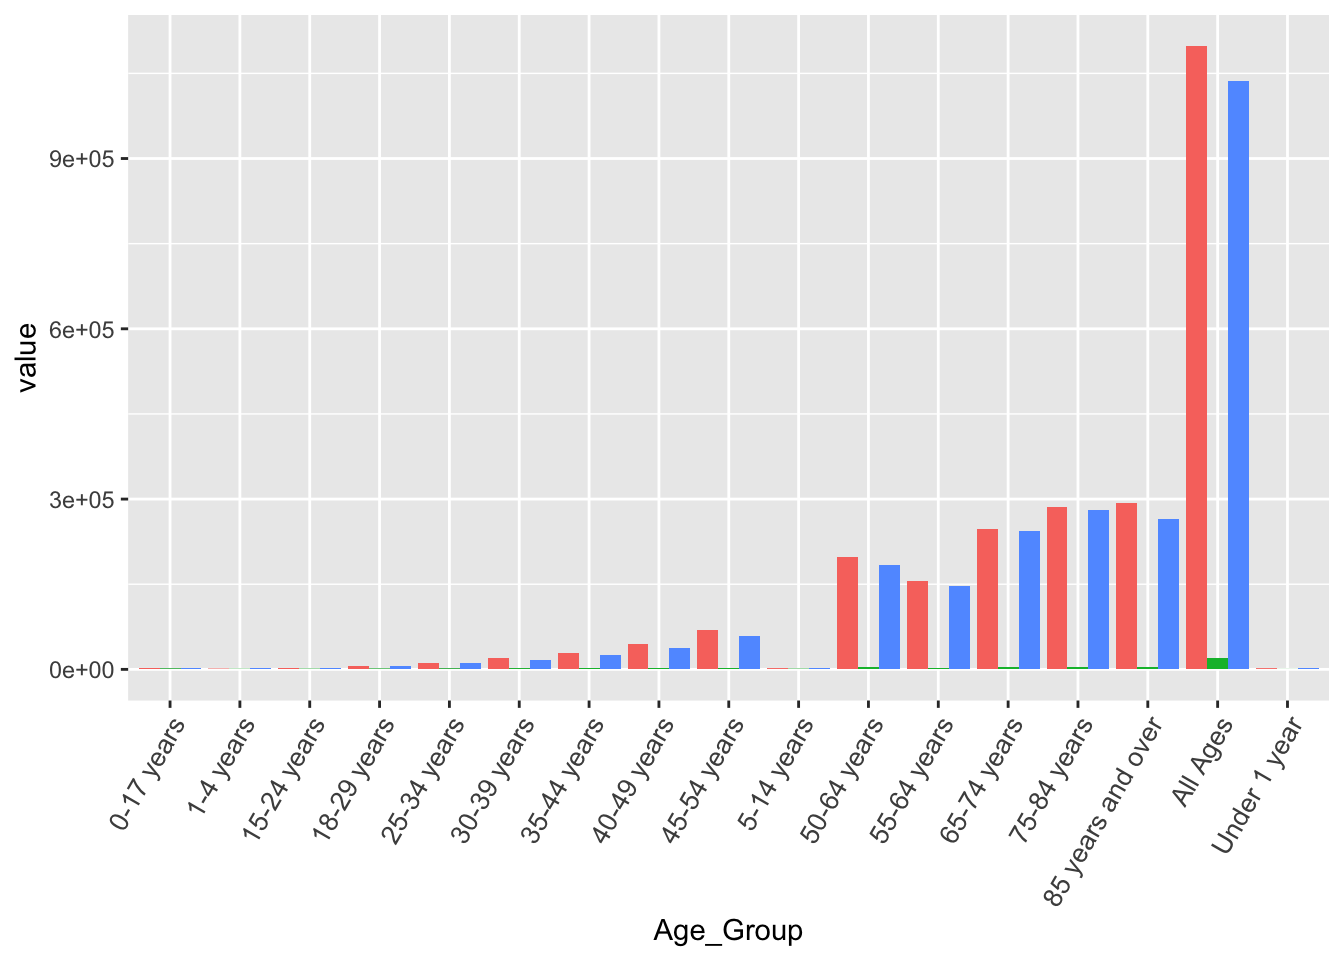 value
9e+05
6e+05
3e+05
0e+00
0-17 years
1-4 years
15-24 years
18-29 years
25-34 years
30-39 years
35-44 years
40-49 years
45-54 years
5-14 years
50-64 years
55-64 years
65-74 years
75-84 years
85 years and over
All Ages
Under 1 year
Age_Group